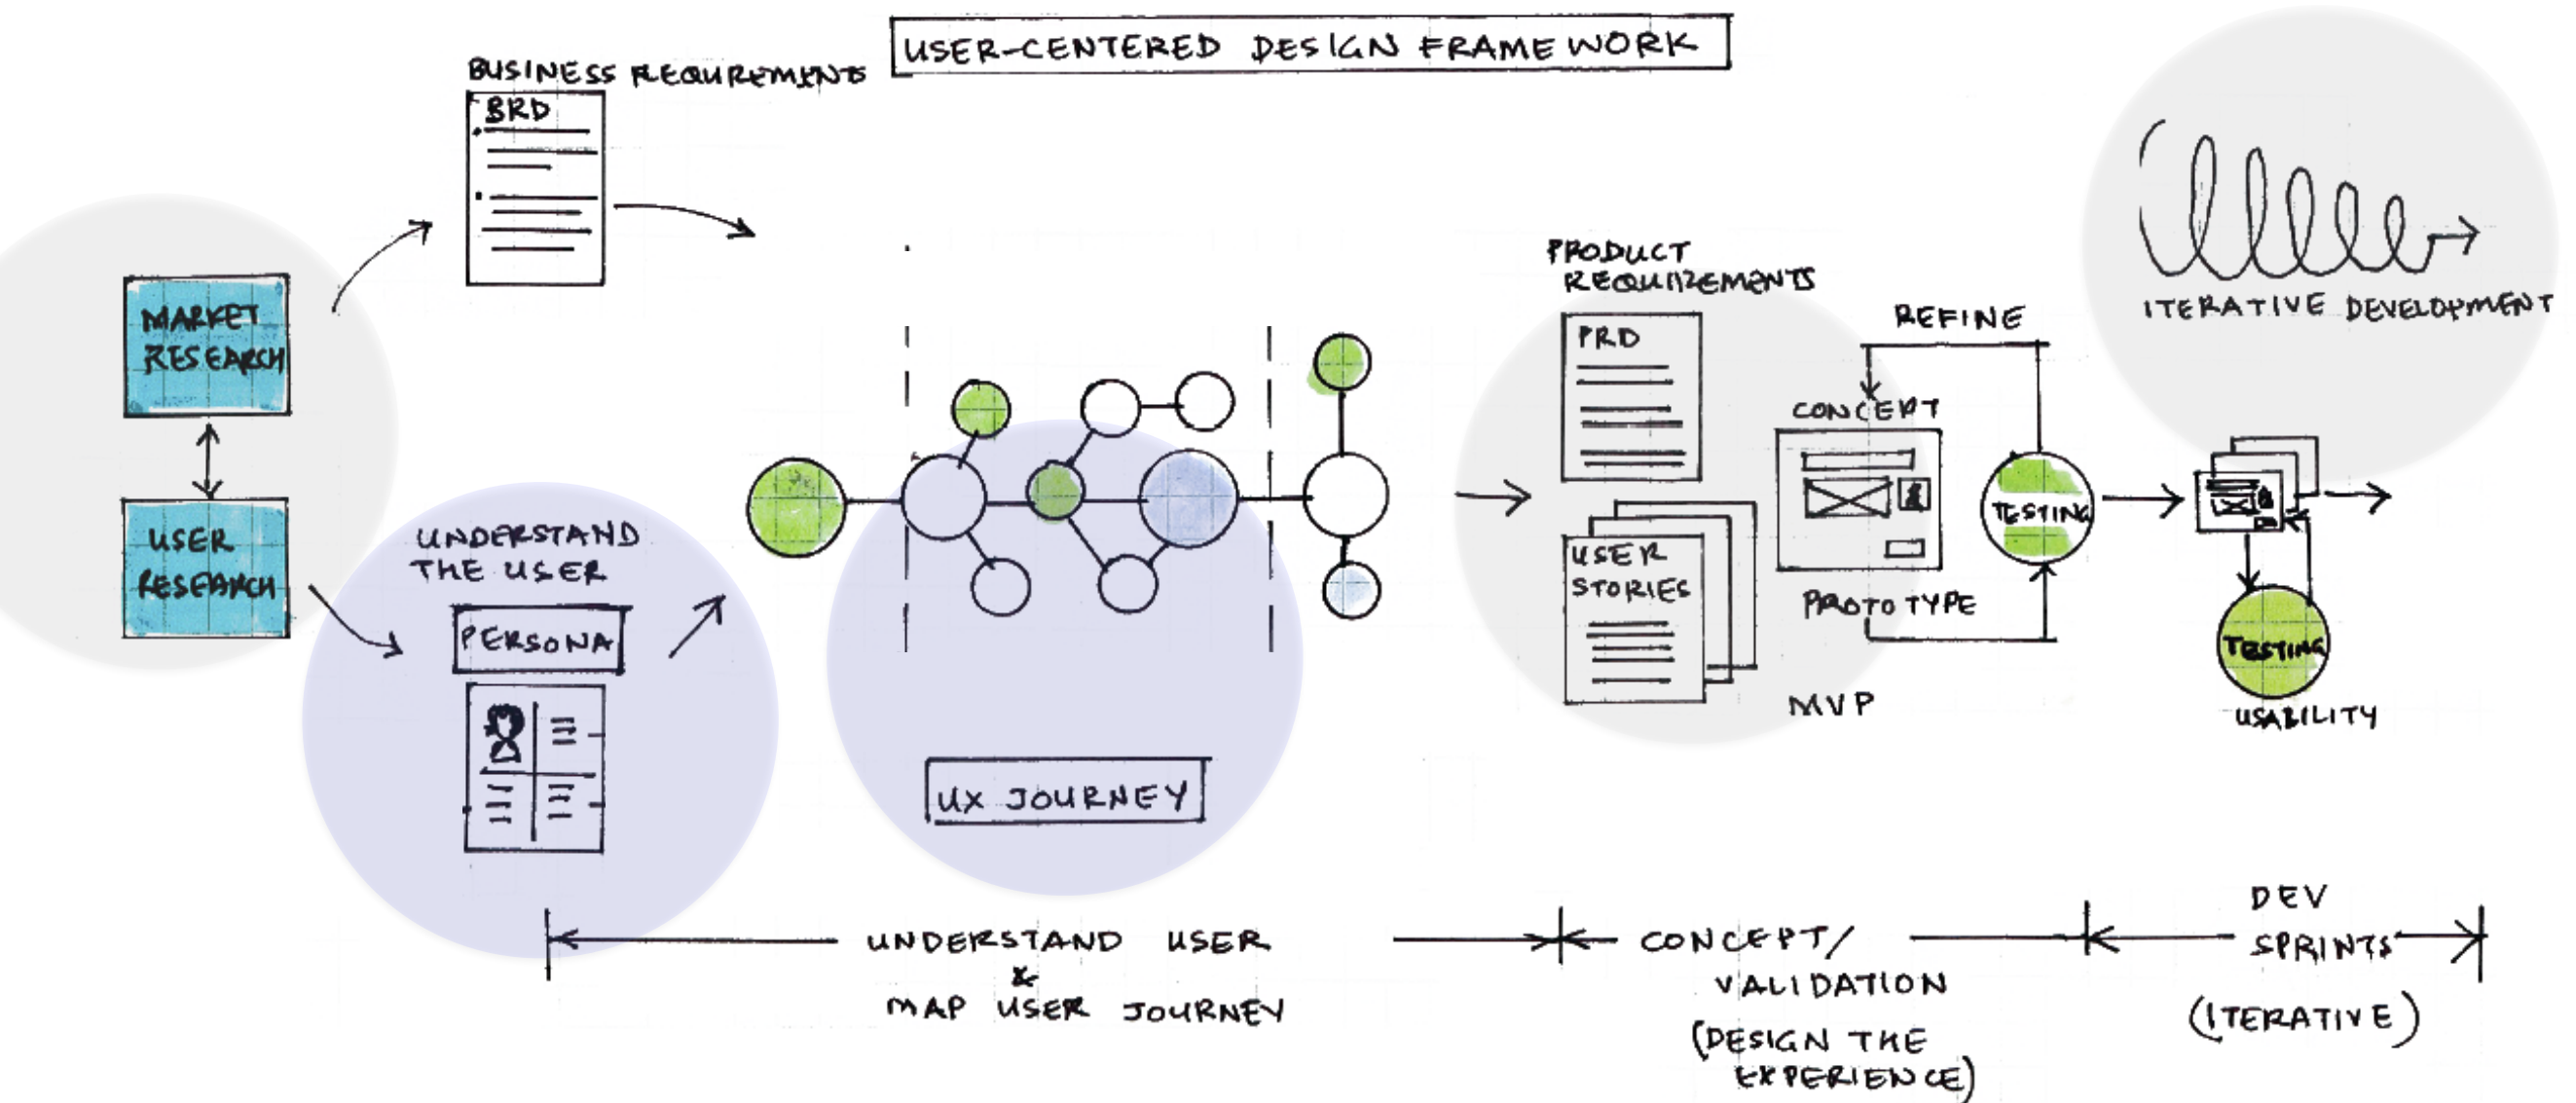 USER-CENTERED DESIGN FRAMEWORK
BUSINESS REQUREMENTS
BRD
MARKET
RESEARCH
USER
RESEARCH
UNDERSTAND
THE USER
PERSONA
UX JOURNEY
PRODUCT
REQUIREMENTS
PRD
USER
STORIES
REFINE
CONCEPT
TESTING
PROTOTYPE
MVP
ITERATIVE DEVELOPMENT
TESTING
USABILITY
UNDERSTAND USER
&
MAP USER JOURNEY
CONCEPT/
VALIDATION
(DESIGN THE
EXPERIENCE)
DEV
SPRINTS
(ITERATIVE)